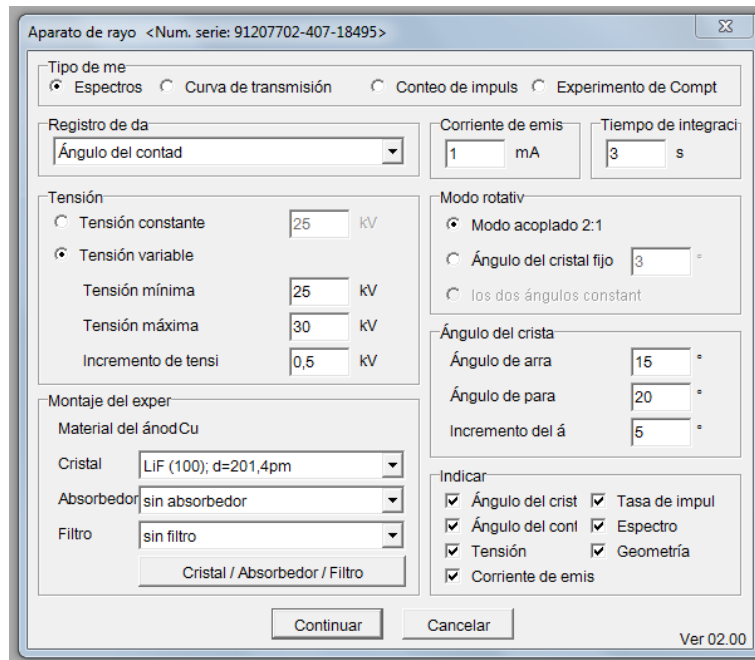 Aparato de rayo <Num. serie: 91207702-407-18495>
Tipo de me
Espectros Curva de transmisión Conteo de impuls Experimento de Compt
Registro de da
Ángulo del contad
Corriente de emis
1 mA
Tiempo de integraci
3 s
Tensión
Tensión constante 25 kV
Tensión variable
Tensión mínima 25 kV
Tensión máxima 30 kV
Incremento de tensi 0,5 kV
Modo rotativ
Modo acoplado 2:1
Ángulo del cristal fijo 3 °
los dos ángulos constant
Ángulo del crista
Ángulo de arra 15 °
Ángulo de para 20 °
Incremento del á 5 °
Montaje del exper
Material del ánodCu
Cristal LiF (100); d=201,4pm
Absorbedor sin absorbedor
Filtro sin filtro
Cristal / Absorbedor / Filtro
Indicar
Ángulo del crist Tasa de impul
Ángulo del cont Espectro
Tensión Geometría
Corriente de emis
Continuar Cancelar
Ver 02.00